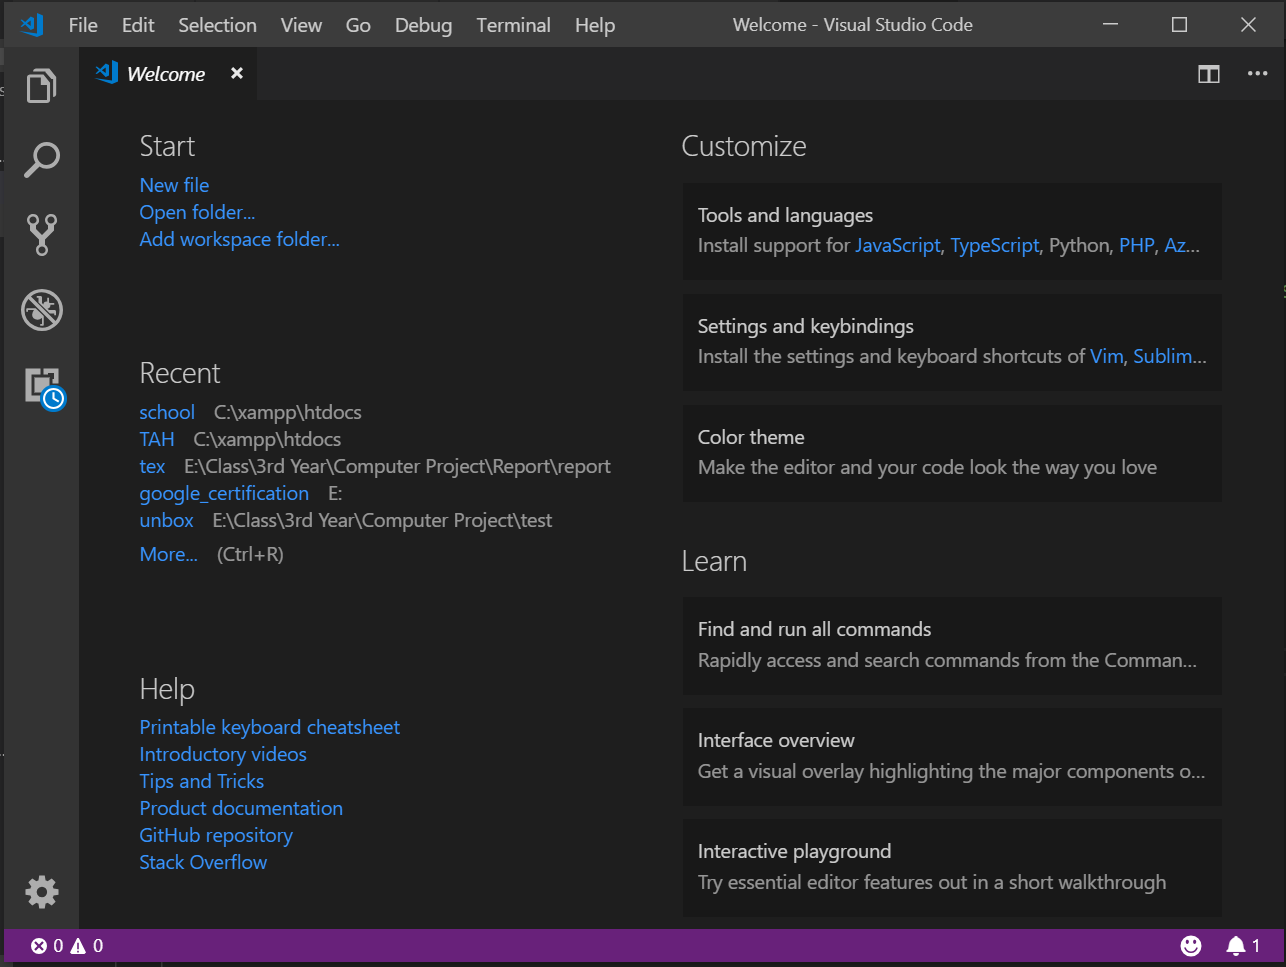 File Edit Selection View Go Debug Terminal Help Welcome - Visual Studio Code
Welcome
Start
New file
Open folder...
Add workspace folder...
Recent
school C:\xampp\htdocs
TAH C:\xampp\htdocs
tex E:\Class\3rd Year\Computer Project\Report\report
google_certification E:
unbox E:\Class\3rd Year\Computer Project\test
More... (Ctrl+R)
Help
Printable keyboard cheatsheet
Introductory videos
Tips and Tricks
Product documentation
GitHub repository
Stack Overflow
Customize
Tools and languages
Install support for JavaScript, TypeScript, Python, PHP, Az...
Settings and keybindings
Install the settings and keyboard shortcuts of Vim, Sublim...
Color theme
Make the editor and your code look the way you love
Learn
Find and run all commands
Rapidly access and search commands from the Comman...
Interface overview
Get a visual overlay highlighting the major components o...
Interactive playground
Try essential editor features out in a short walkthrough
0 0 1